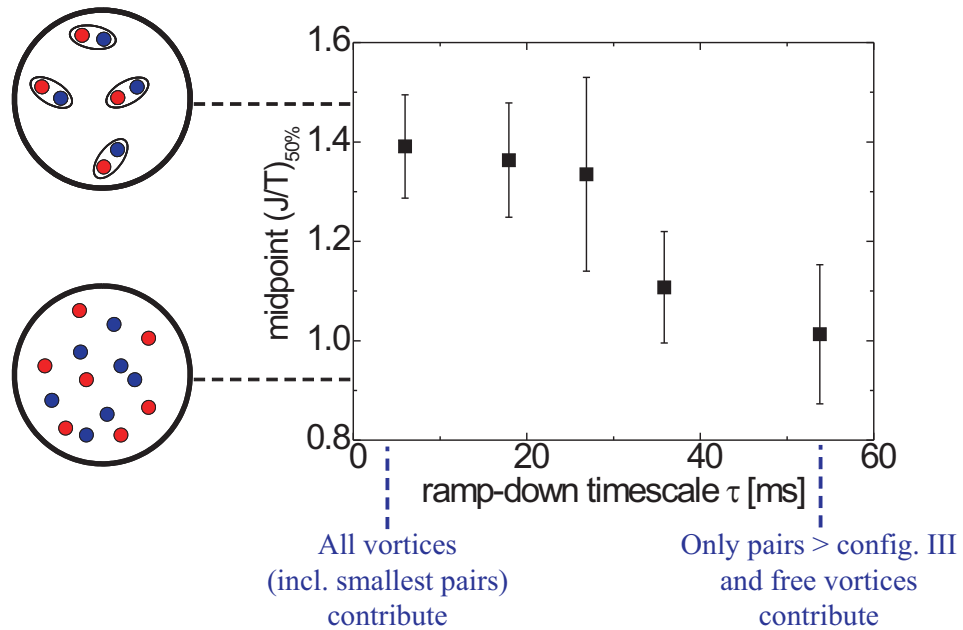 1.6
1.4
1.2
1.0
0.8
midpoint (J/T)50%
0
20
40
60
ramp-down timescale τ [ms]
All vortices
(incl. smallest pairs)
contribute
Only pairs > config. III
and free vortices
contribute